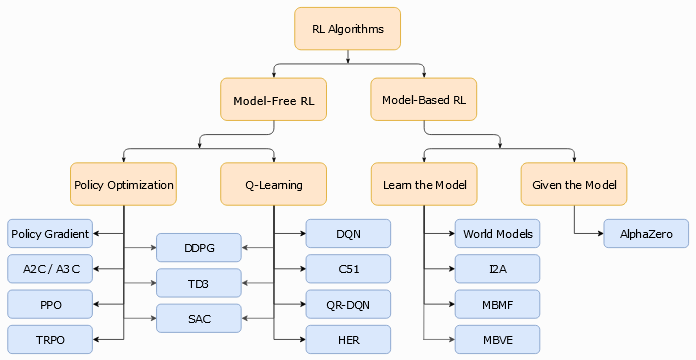 RL Algorithms
Model-Free RL
Model-Based RL
Policy Optimization
Q-Learning
Learn the Model
Given the Model
Policy Gradient
DDPG
DQN
World Models
AlphaZero
A2C / A3C
TD3
C51
I2A
PPO
SAC
QR-DQN
MBMF
TRPO
HER
MBVE